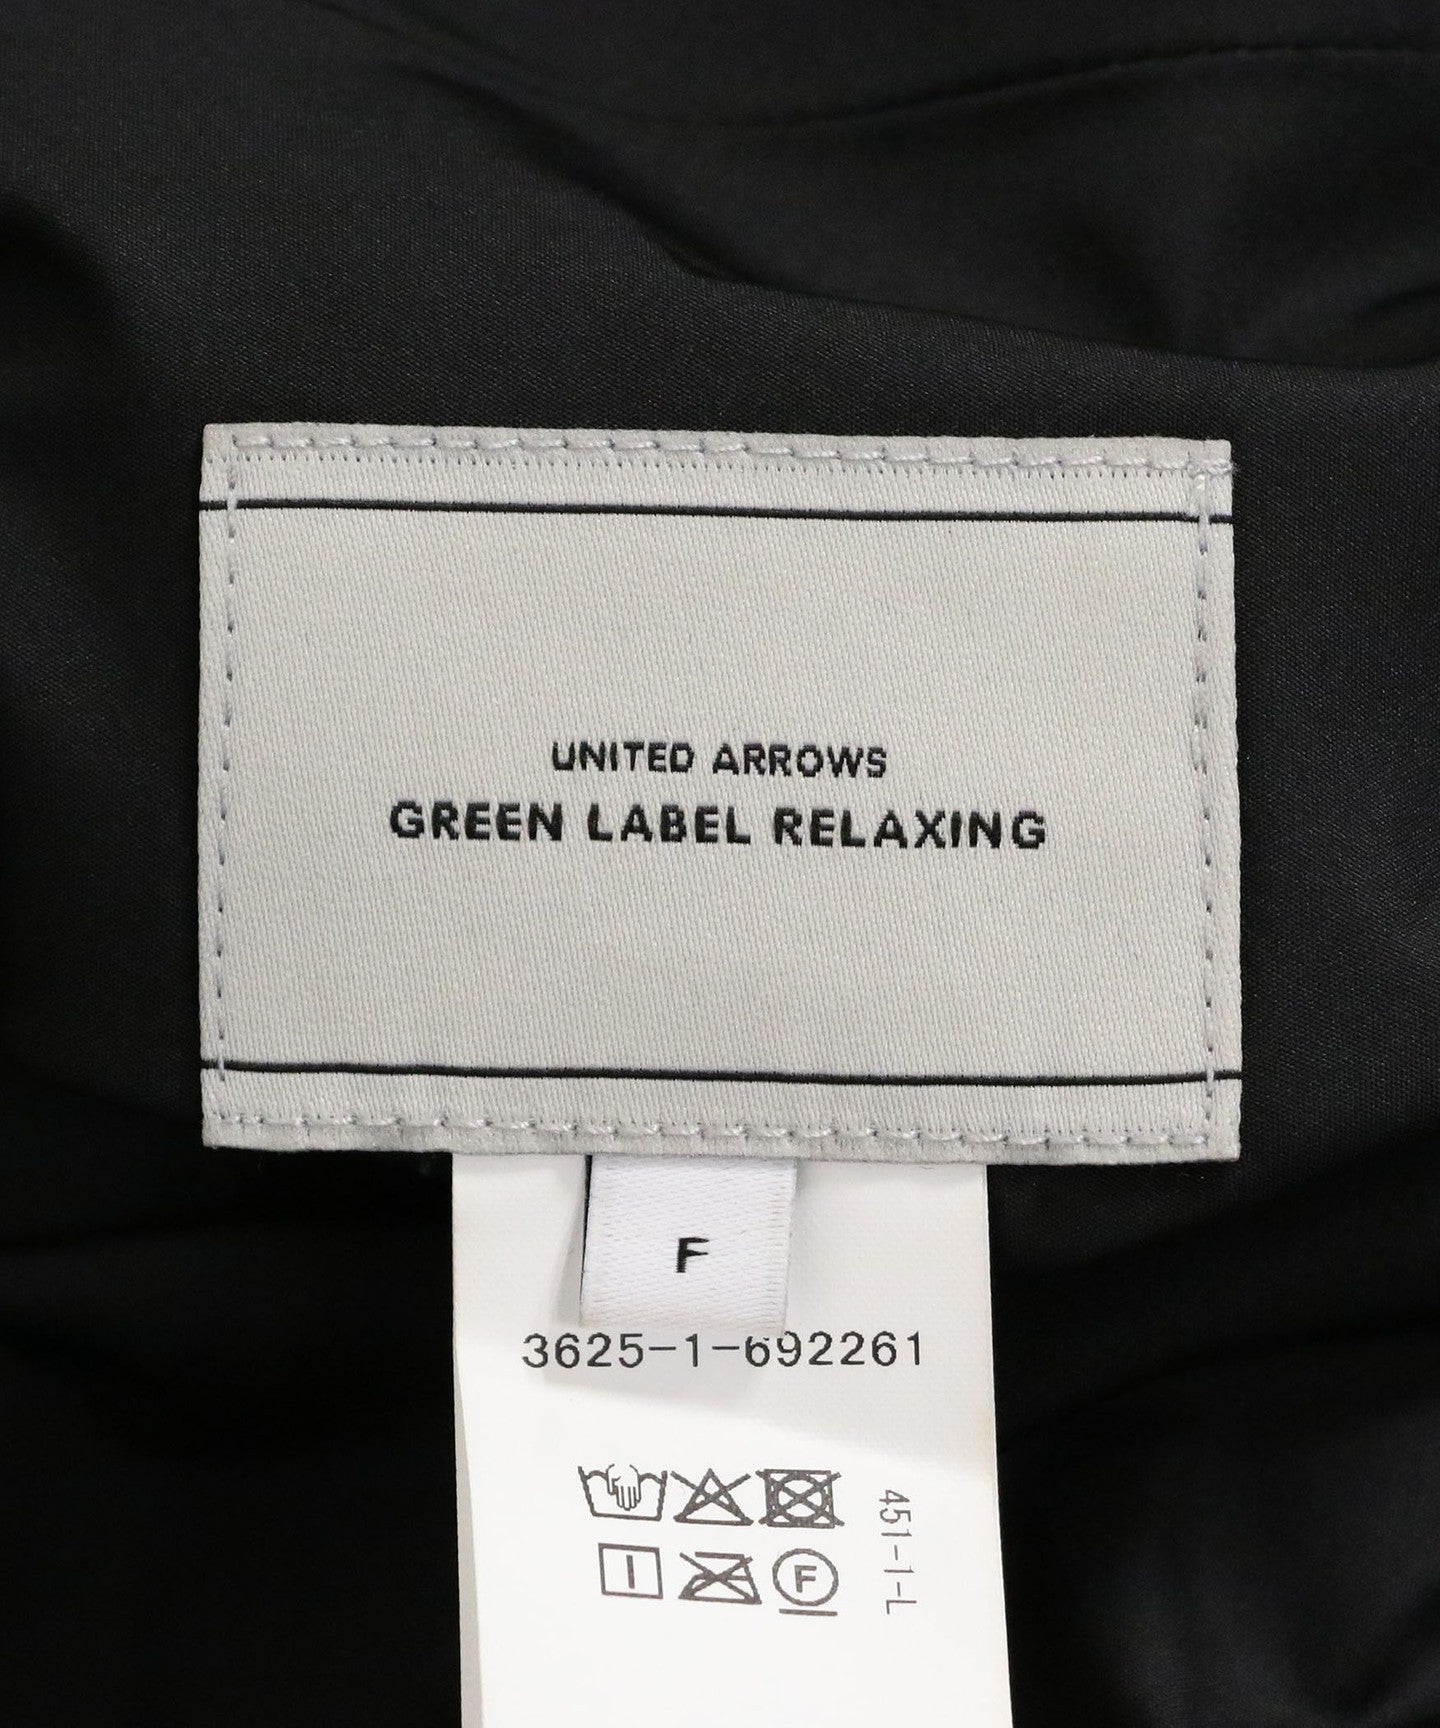 UNITED ARROWS
GREEN LABEL RELAXING
F
3625-1-692261
451-1-L
F